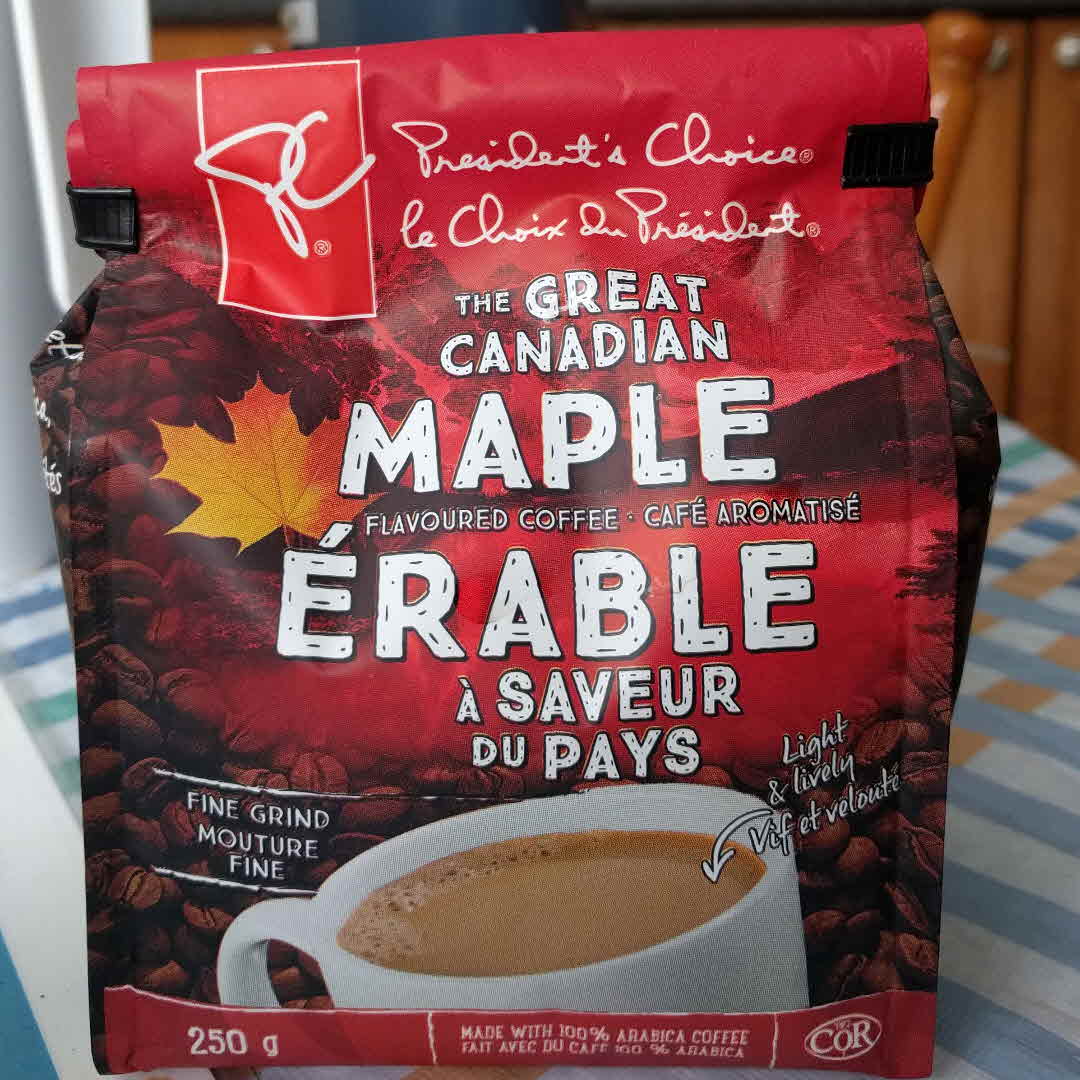 PC®
President's Choice®
le Choix du Président®
THE GREAT
CANADIAN
MAPLE
FLAVOURED COFFEE · CAFÉ AROMATISÉ
ÉRABLE
À SAVEUR
DU PAYS
Light
& lively
Vif et velouté
FINE GRIND
MOUTURE
FINE
250 g
MADE WITH 100% ARABICA COFFEE
FAIT AVEC DU CAFÉ 100 % ARABICA
COR